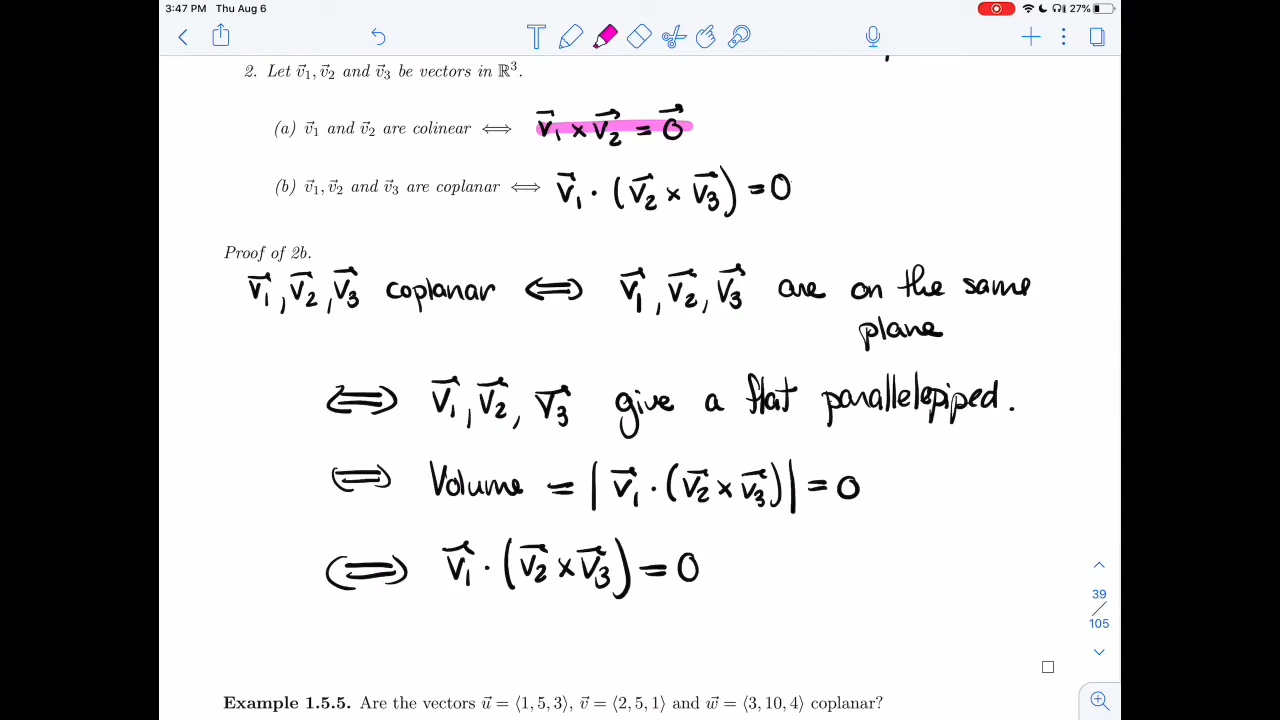 3:47 PM Thu Aug 6 27%
T
2. Let v⃗₁, v⃗₂ and v⃗₃ be vectors in ℝ³.
(a) v⃗₁ and v⃗₂ are colinear ⟺ v⃗₁ × v⃗₂ = 0⃗
(b) v⃗₁, v⃗₂ and v⃗₃ are coplanar ⟺ v⃗₁ · (v⃗₂ × v⃗₃) = 0
Proof of 2b.
v⃗₁, v⃗₂, v⃗₃ coplanar ⟺ v⃗₁, v⃗₂, v⃗₃ are on the same
plane
⟺ v⃗₁, v⃗₂, v⃗₃ give a flat parallelepiped.
⟺ Volume = | v⃗₁ · (v⃗₂ × v⃗₃) | = 0
⟺ v⃗₁ · (v⃗₂ × v⃗₃) = 0
39
/
105
□
Example 1.5.5. Are the vectors u⃗ = ⟨1, 5, 3⟩, v⃗ = ⟨2, 5, 1⟩ and w⃗ = ⟨3, 10, 4⟩ coplanar?